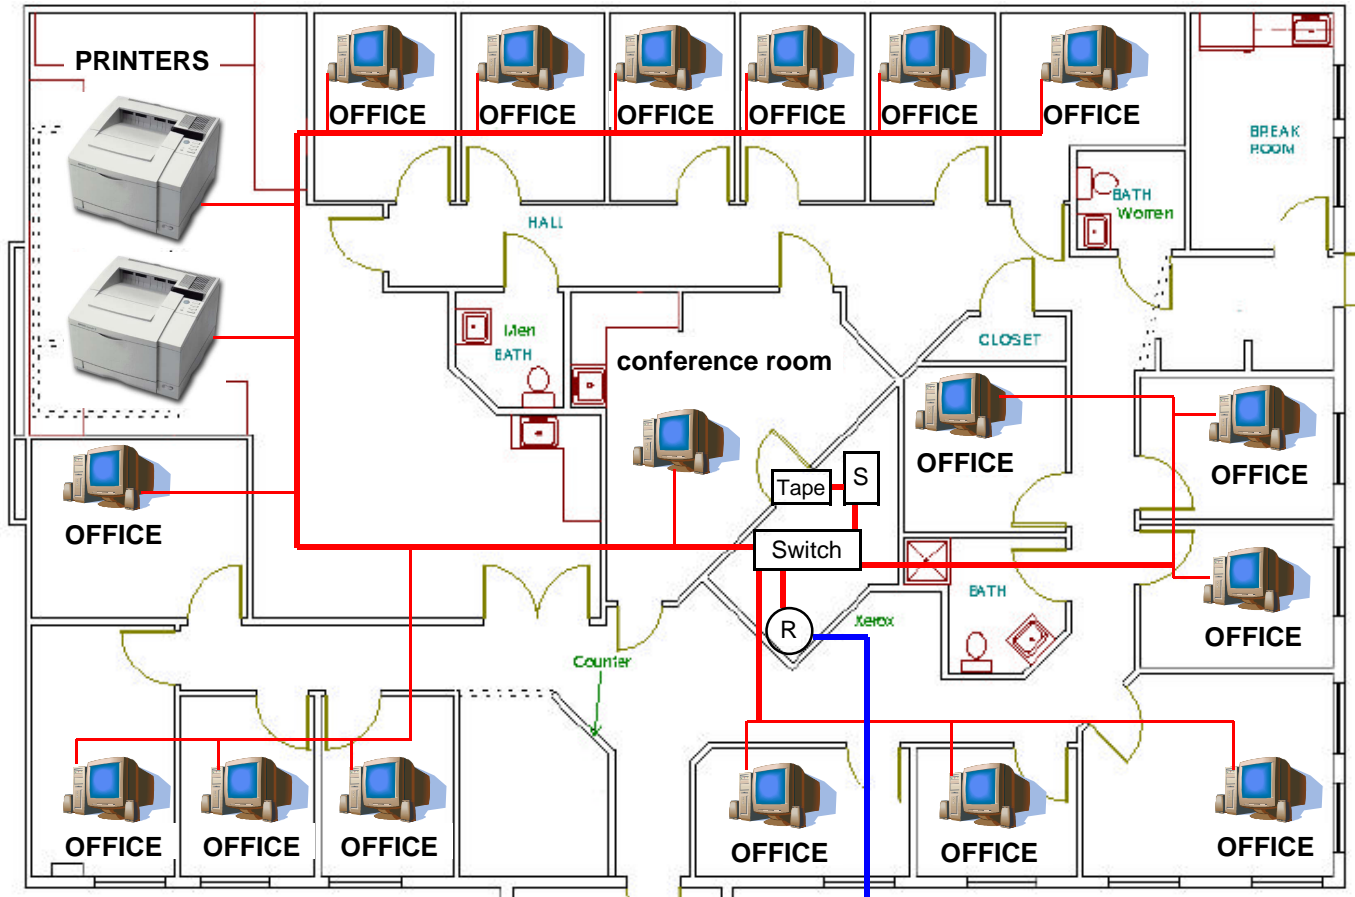 PRINTERS
OFFICE
OFFICE
OFFICE
OFFICE
OFFICE
OFFICE
BREAK
ROOM
BATH
Women
HALL
Men
BATH
CLOSET
conference room
OFFICE
OFFICE
Tape
S
OFFICE
Switch
BATH
R
Xerox
OFFICE
Counter
OFFICE
OFFICE
OFFICE
OFFICE
OFFICE
OFFICE